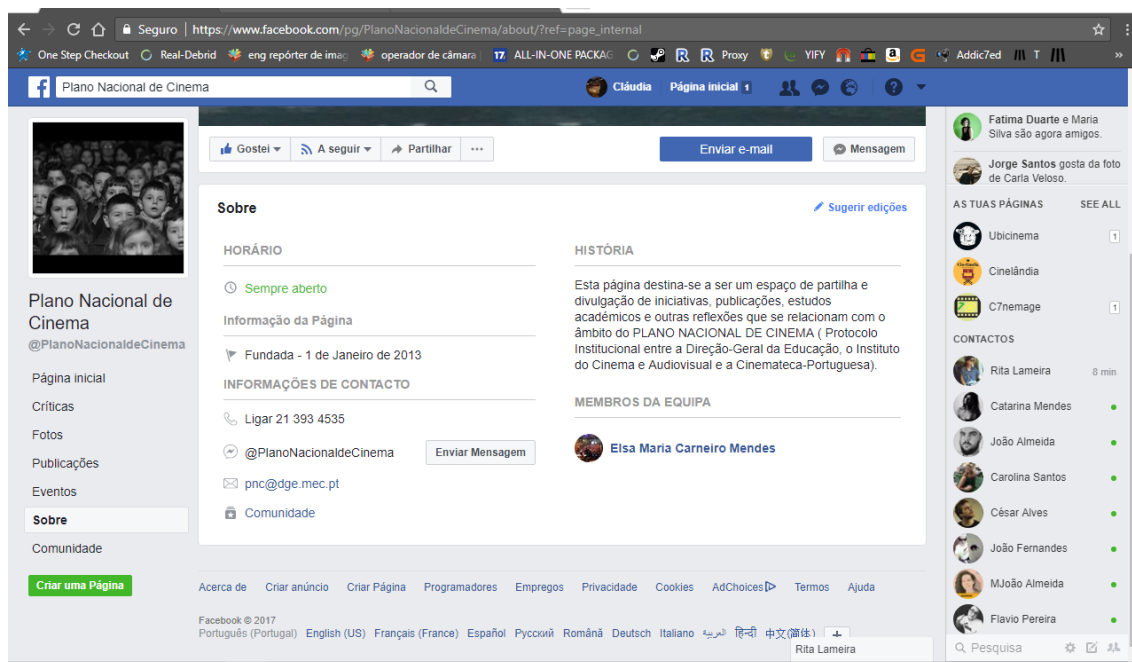 Seguro | https://www.facebook.com/pg/PlanoNacionaldeCinema/about/?ref=page_internal
One Step Checkout Real-Debrid eng repórter de imag operador de câmara | 17. ALL-IN-ONE PACKAG R R Proxy YIFY a G Addic7ed T »
Plano Nacional de Cinema
Cláudia Página inicial 1
Gostei A seguir Partilhar ... Enviar e-mail Mensagem
Sobre
Sugerir edições
HORÁRIO
Sempre aberto
Informação da Página
Fundada - 1 de Janeiro de 2013
INFORMAÇÕES DE CONTACTO
Ligar 21 393 4535
@PlanoNacionaldeCinema Enviar Mensagem
pnc@dge.mec.pt
Comunidade
HISTÓRIA
Esta página destina-se a ser um espaço de partilha e
divulgação de iniciativas, publicações, estudos
académicos e outras reflexões que se relacionam com o
âmbito do PLANO NACIONAL DE CINEMA ( Protocolo
Institucional entre a Direção-Geral da Educação, o Instituto
do Cinema e Audiovisual e a Cinemateca-Portuguesa).
MEMBROS DA EQUIPA
Elsa Maria Carneiro Mendes
Plano Nacional de
Cinema
@PlanoNacionaldeCinema
Página inicial
Críticas
Fotos
Publicações
Eventos
Sobre
Comunidade
Criar uma Página
Fatima Duarte e Maria
Silva são agora amigos.
Jorge Santos gosta da foto
de Carla Veloso.
AS TUAS PÁGINAS SEE ALL
Ubicinema 1
Cinelândia
C7nemage 1
CONTACTOS
Rita Lameira 8 min
Catarina Mendes
João Almeida
Carolina Santos
César Alves
João Fernandes
MJoão Almeida
Flavio Pereira
Pesquisa
Acerca de Criar anúncio Criar Página Programadores Empregos Privacidade Cookies AdChoices Termos Ajuda
Facebook © 2017
Português (Portugal) English (US) Français (France) Español Русский Română Deutsch Italiano العربية हिन्दी 中文(简体) +
Rita Lameira